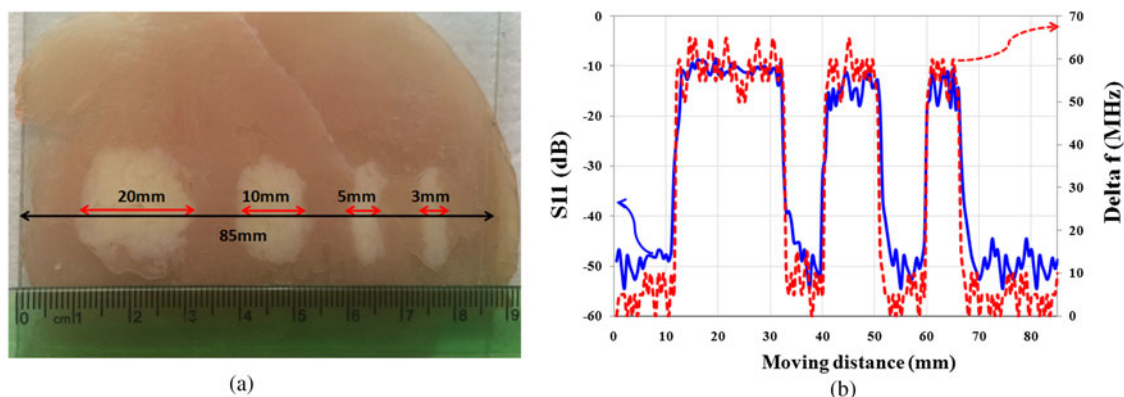 20mm
10mm
5mm
3mm
85mm
0 cm 1 2 3 4 5 6 7 8 9
(a)
0
-10
-20
-30
-40
-50
-60
S11 (dB)
70
60
50
40
30
20
10
0
Delta f (MHz)
0 10 20 30 40 50 60 70 80
Moving distance (mm)
(b)